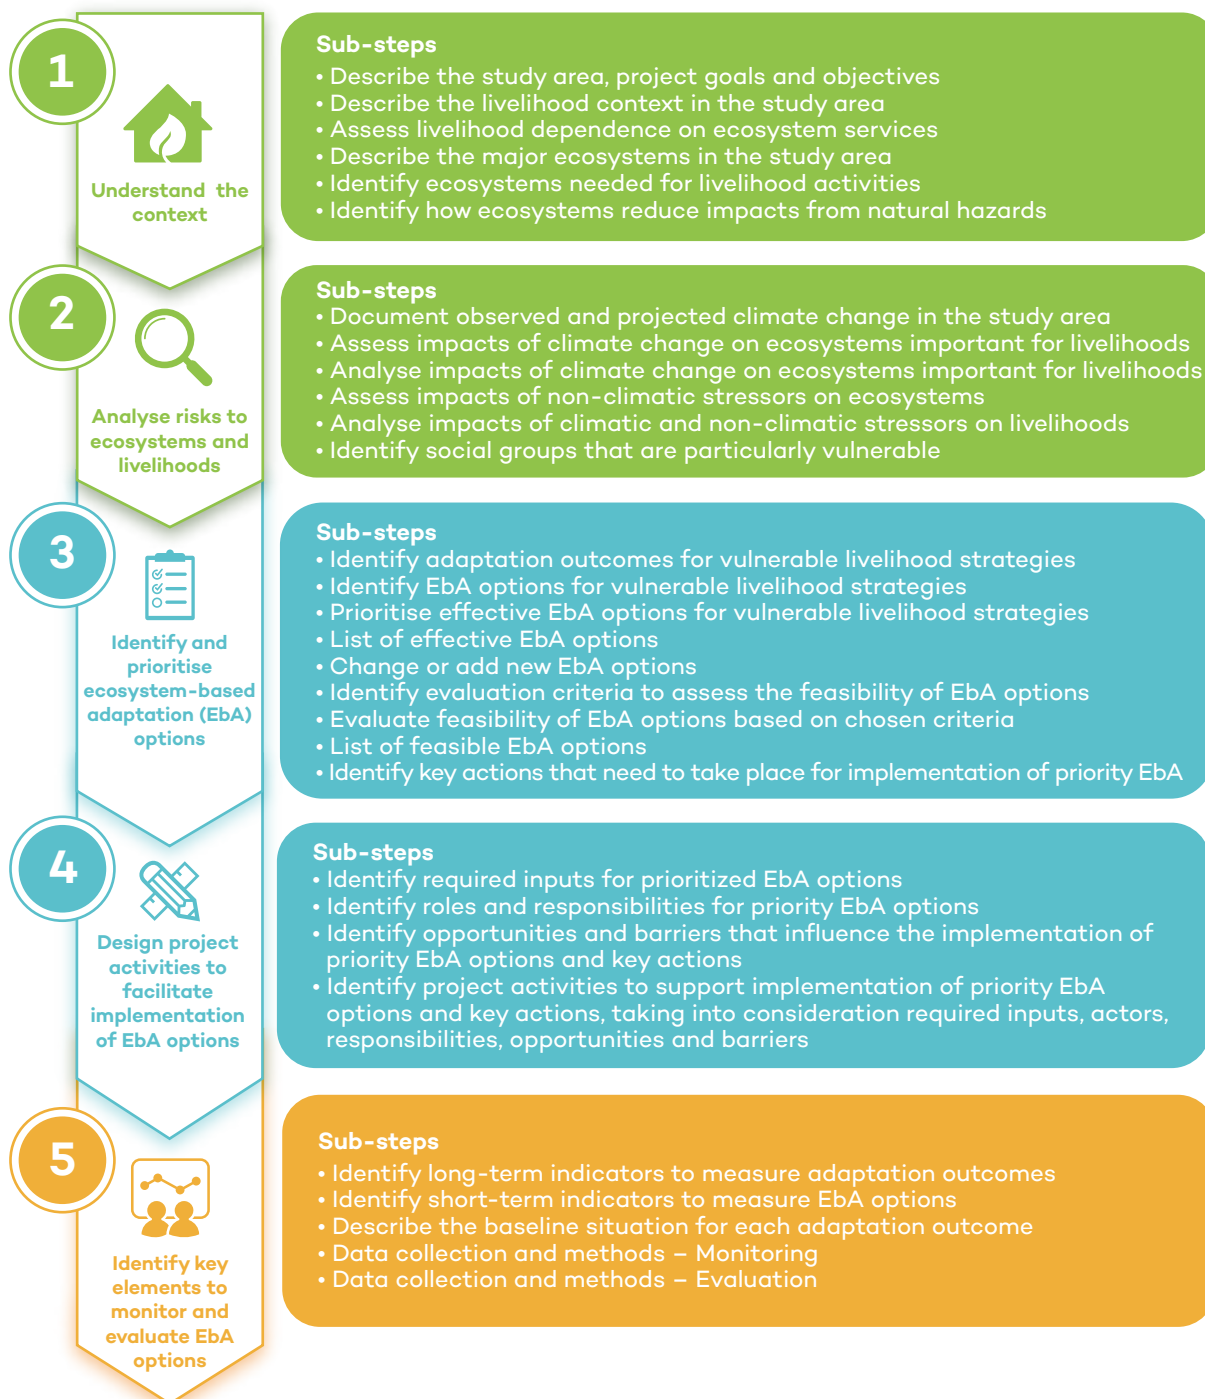 1
Understand the
context
Sub-steps
• Describe the study area, project goals and objectives
• Describe the livelihood context in the study area
• Assess livelihood dependence on ecosystem services
• Describe the major ecosystems in the study area
• Identify ecosystems needed for livelihood activities
• Identify how ecosystems reduce impacts from natural hazards
2
Analyse risks to
ecosystems and
livelihoods
Sub-steps
• Document observed and projected climate change in the study area
• Assess impacts of climate change on ecosystems important for livelihoods
• Analyse impacts of climate change on ecosystems important for livelihoods
• Assess impacts of non-climatic stressors on ecosystems
• Analyse impacts of climatic and non-climatic stressors on livelihoods
• Identify social groups that are particularly vulnerable
3
Identify and
prioritise
ecosystem-based
adaptation (EbA)
options
Sub-steps
• Identify adaptation outcomes for vulnerable livelihood strategies
• Identify EbA options for vulnerable livelihood strategies
• Prioritise effective EbA options for vulnerable livelihood strategies
• List of effective EbA options
• Change or add new EbA options
• Identify evaluation criteria to assess the feasibility of EbA options
• Evaluate feasibility of EbA options based on chosen criteria
• List of feasible EbA options
• Identify key actions that need to take place for implementation of priority EbA
4
Design project
activities to
facilitate
implementation
of EbA options
Sub-steps
• Identify required inputs for prioritized EbA options
• Identify roles and responsibilities for priority EbA options
• Identify opportunities and barriers that influence the implementation of
priority EbA options and key actions
• Identify project activities to support implementation of priority EbA
options and key actions, taking into consideration required inputs, actors,
responsibilities, opportunities and barriers
5
Identify key
elements to
monitor and
evaluate EbA
options
Sub-steps
• Identify long-term indicators to measure adaptation outcomes
• Identify short-term indicators to measure EbA options
• Describe the baseline situation for each adaptation outcome
• Data collection and methods – Monitoring
• Data collection and methods – Evaluation